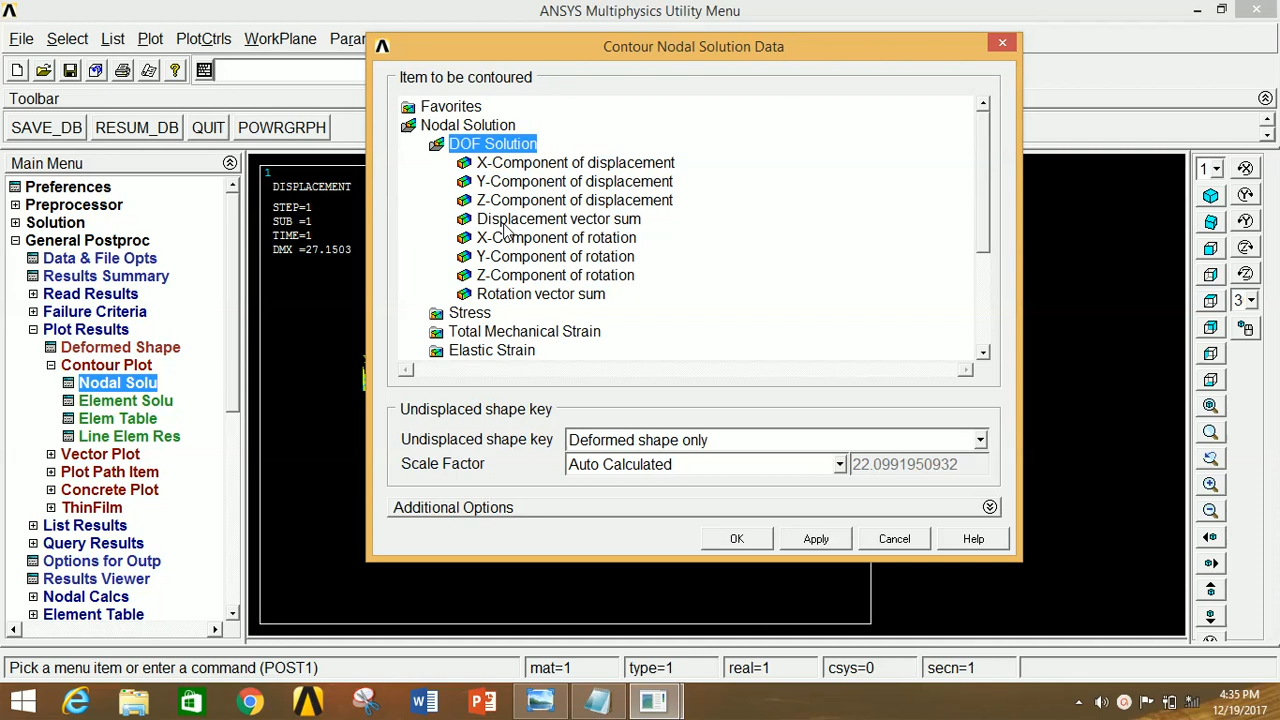 ANSYS Multiphysics Utility Menu
File Select List Plot PlotCtrls WorkPlane Param
Toolbar
SAVE_DB RESUM_DB QUIT POWRGRPH
Main Menu
Preferences
Preprocessor
Solution
General Postproc
Data & File Opts
Results Summary
Read Results
Failure Criteria
Plot Results
Deformed Shape
Contour Plot
Nodal Solu
Element Solu
Elem Table
Line Elem Res
Vector Plot
Plot Path Item
Concrete Plot
ThinFilm
List Results
Query Results
Options for Outp
Results Viewer
Nodal Calcs
Element Table
1
DISPLACEMENT
STEP=1
SUB =1
TIME=1
DMX =27.1503
Contour Nodal Solution Data
Item to be contoured
Favorites
Nodal Solution
DOF Solution
X-Component of displacement
Y-Component of displacement
Z-Component of displacement
Displacement vector sum
X-Component of rotation
Y-Component of rotation
Z-Component of rotation
Rotation vector sum
Stress
Total Mechanical Strain
Elastic Strain
Undisplaced shape key
Undisplaced shape key Deformed shape only
Scale Factor Auto Calculated 22.0991950932
Additional Options
OK Apply Cancel Help
1
3
Pick a menu item or enter a command (POST1) mat=1 type=1 real=1 csys=0 secn=1
4:35 PM
12/19/2017